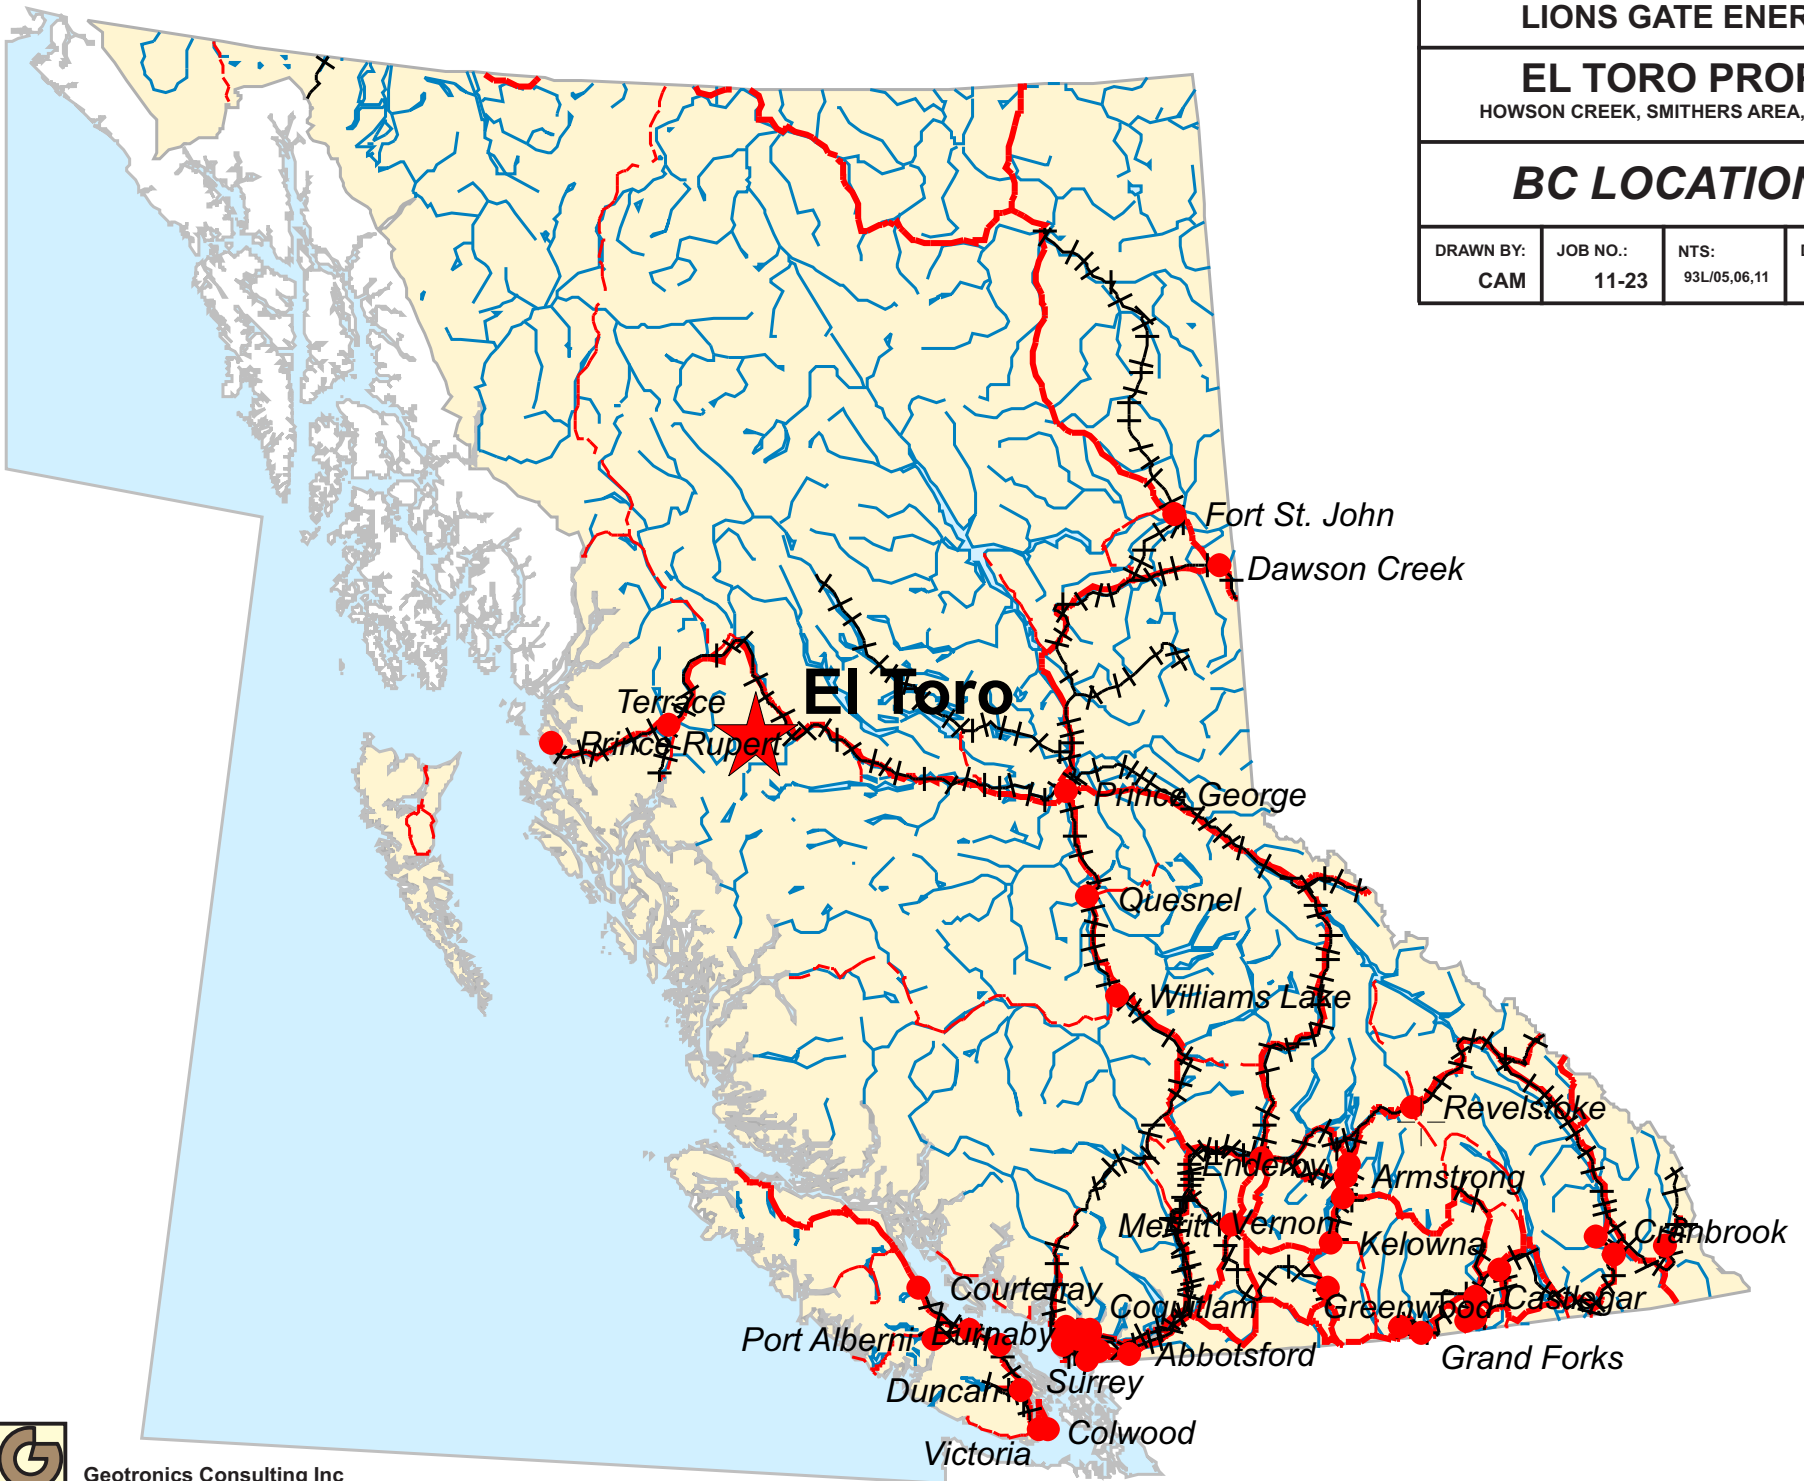 LIONS GATE ENER
EL TORO PROP
HOWSON CREEK, SMITHERS AREA,
BC LOCATION
DRAWN BY:
CAM
JOB NO.:
11-23
NTS:
93L/05,06,11
Fort St. John
Dawson Creek
El Toro
Terrace
Prince Rupert
Prince George
Quesnel
Williams Lake
Revelstoke
Enderby
Armstrong
Merritt
Vernon
Cranbrook
Kelowna
Courtenay
Coquitlam
Greenwood
Castlegar
Port Alberni
Burnaby
Abbotsford
Grand Forks
Duncan
Surrey
Colwood
Victoria
G
Geotronics Consulting Inc